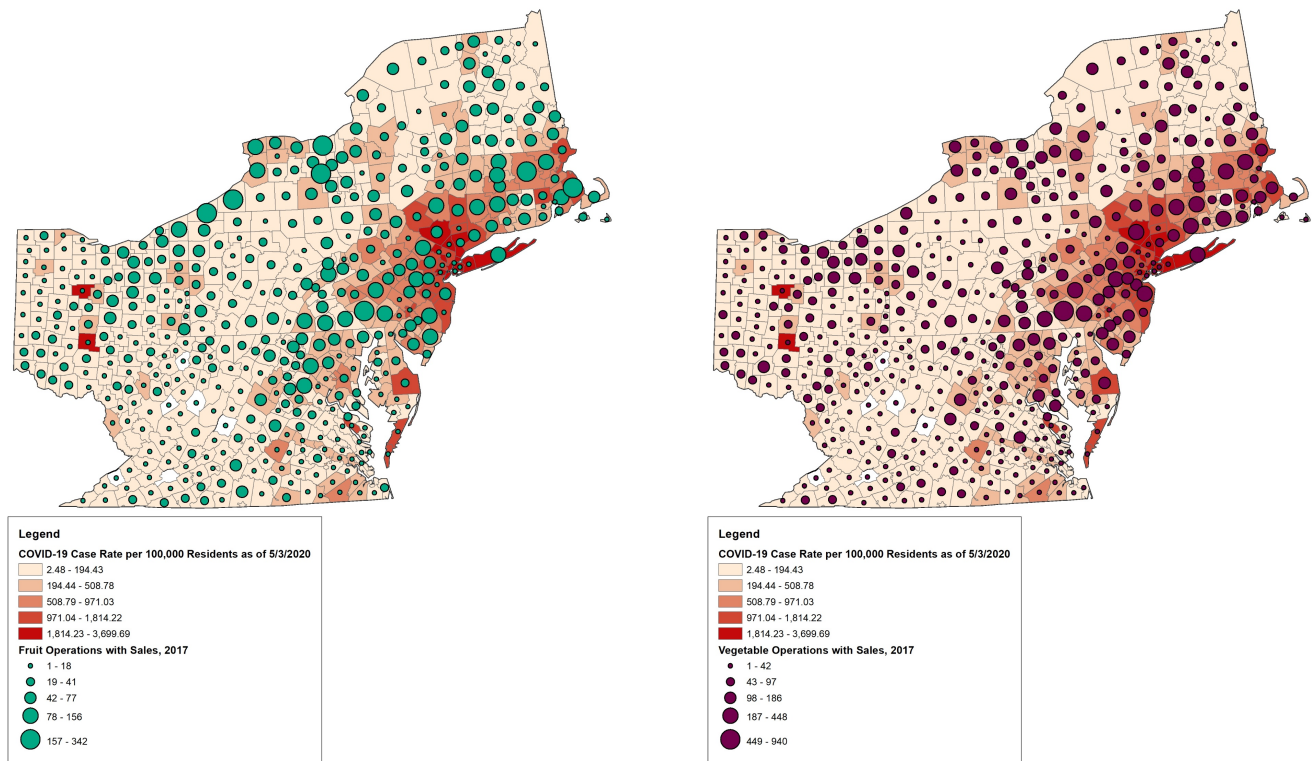 Legend
COVID-19 Case Rate per 100,000 Residents as of 5/3/2020
2.48 - 194.43
194.44 - 508.78
508.79 - 971.03
971.04 - 1,814.22
1,814.23 - 3,699.69
Fruit Operations with Sales, 2017
1 - 18
19 - 41
42 - 77
78 - 156
157 - 342
Legend
COVID-19 Case Rate per 100,000 Residents as of 5/3/2020
2.48 - 194.43
194.44 - 508.78
508.79 - 971.03
971.04 - 1,814.22
1,814.23 - 3,699.69
Vegetable Operations with Sales, 2017
1 - 42
43 - 97
98 - 186
187 - 448
449 - 940